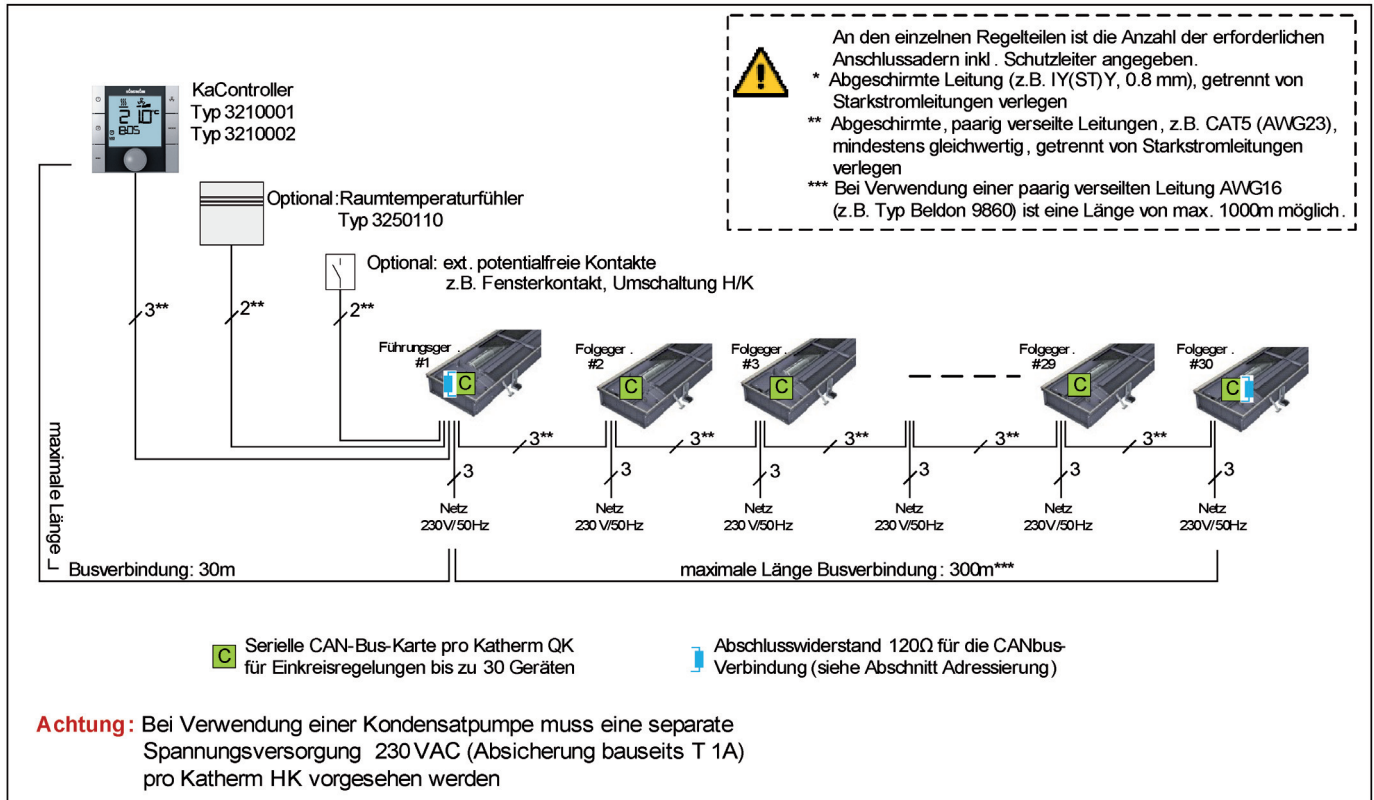 An den einzelnen Regelteilen ist die Anzahl der erforderlichen
Anschlussadern inkl. Schutzleiter angegeben.
* Abgeschirmte Leitung (z.B. IY(ST)Y, 0.8 mm), getrennt von
Starkstromleitungen verlegen
** Abgeschirmte, paarig verseilte Leitungen, z.B. CAT5 (AWG23),
mindestens gleichwertig, getrennt von Starkstromleitungen
verlegen
*** Bei Verwendung einer paarig verseilten Leitung AWG16
(z.B. Typ Beldon 9860) ist eine Länge von max. 1000m möglich.
KaController
Typ 3210001
Typ 3210002
Optional: Raumtemperaturfühler
Typ 3250110
Optional: ext. potentialfreie Kontakte
z.B. Fensterkontakt, Umschaltung H/K
3**
2**
2**
Führungsger.
#1
Folgeger.
#2
Folgeger.
#3
Folgeger.
#29
Folgeger.
#30
C
C
C
C
C
3**
3**
3**
3**
3**
3
3
3
3
3
3
Netz
230V/50Hz
Netz
230V/50Hz
Netz
230V/50Hz
Netz
230V/50Hz
Netz
230V/50Hz
Netz
230V/50Hz
maximale Länge
Busverbindung: 30m
maximale Länge Busverbindung: 300m***
C
Serielle CAN-Bus-Karte pro Katherm QK
für Einkreisregelungen bis zu 30 Geräten
Abschlusswiderstand 120Ω für die CANbus-
Verbindung (siehe Abschnitt Adressierung)
Achtung: Bei Verwendung einer Kondensatpumpe muss eine separate
Spannungsversorgung 230VAC (Absicherung bauseits T 1A)
pro Katherm HK vorgesehen werden